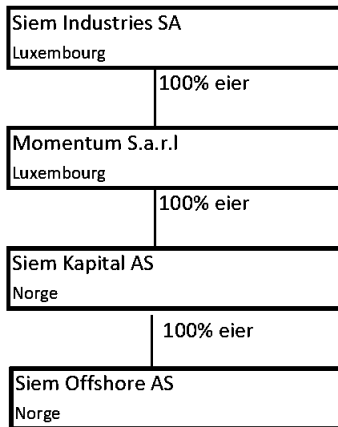 Siem Industries SA
Luxembourg
100% eier
Momentum S.a.r.l
Luxembourg
100% eier
Siem Kapital AS
Norge
100% eier
Siem Offshore AS
Norge